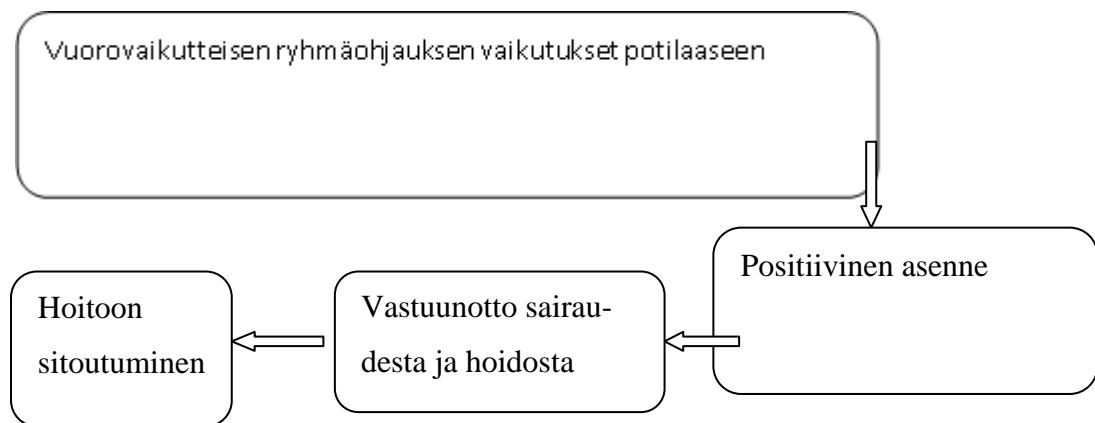 Vuorovaikutteisen ryhmäohjauksen vaikutukset potilaaseen
Positiivinen asenne
Vastuunotto sairau-
desta ja hoidosta
Hoitoon
sitoutuminen